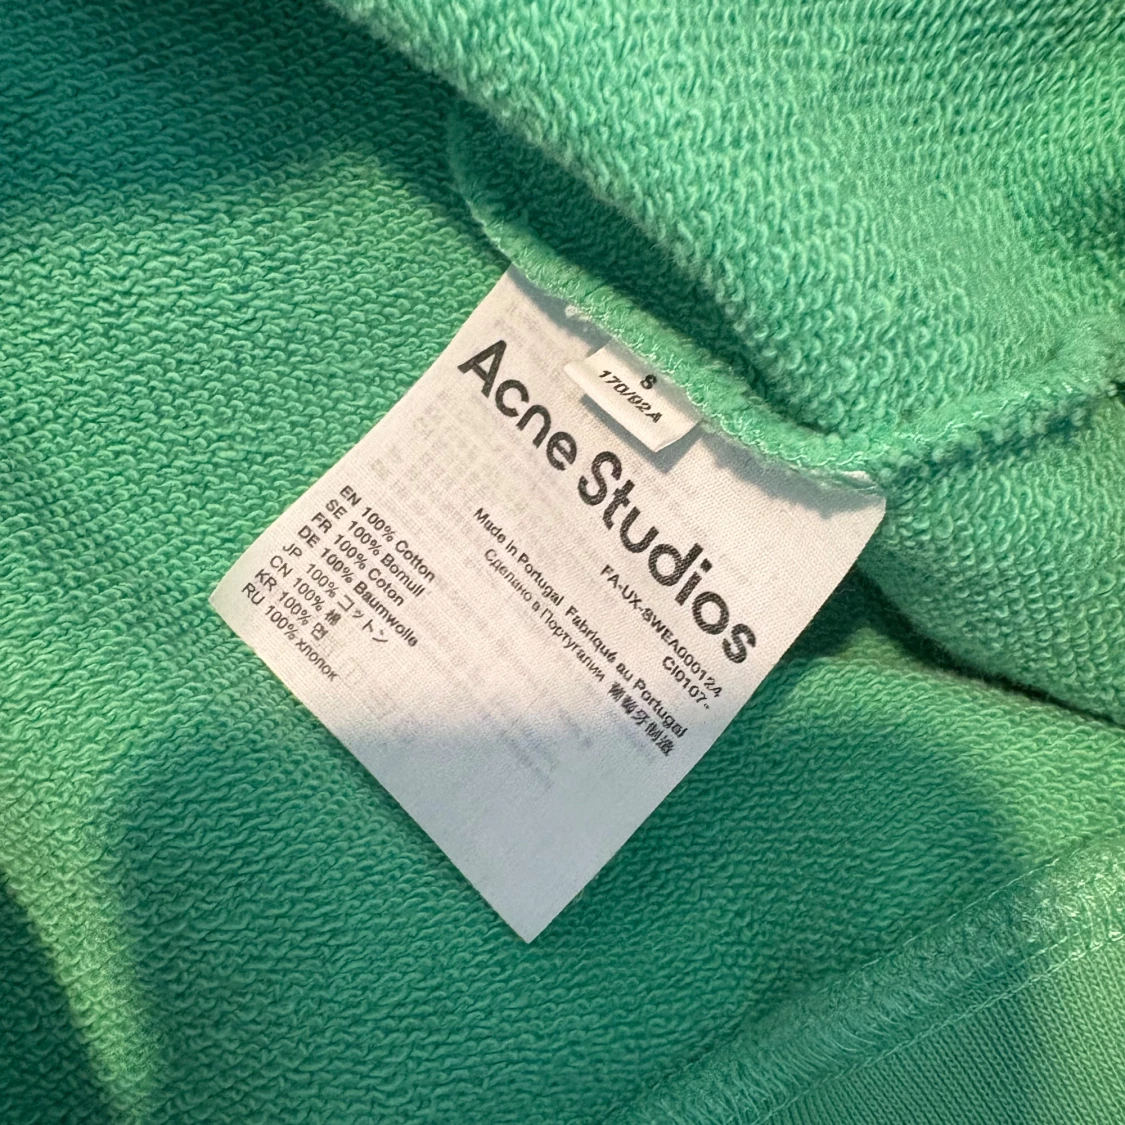 S
170/92A
Acne Studios
FA-UX-SWEA000124
CI0107-
Made in Portugal Fabriqué au Portugal
Сделано в Португалии 葡萄牙制造
EN 100% Cotton
SE 100% Bomull
FR 100% Coton
DE 100% Baumwolle
JP 100% コットン
CN 100% 棉
KR 100% 면
RU 100% хлопок